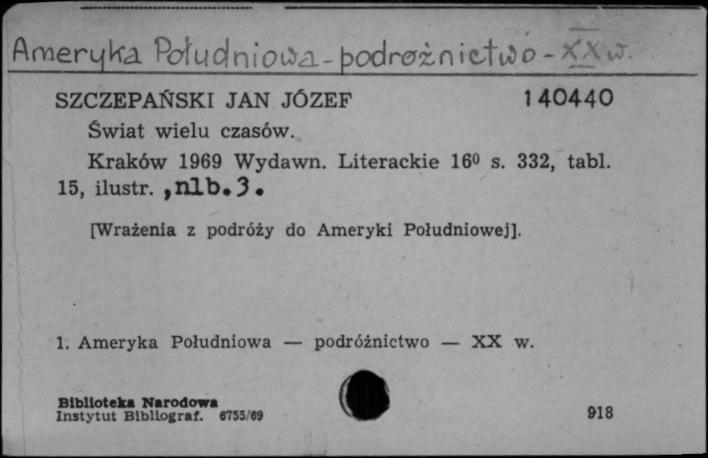 Ameryka Południowa - podróżnictwo - XX w.
SZCZEPAŃSKI JAN JÓZEF 140440
Świat wielu czasów.
Kraków 1969 Wydawn. Literackie 16⁰ s. 332, tabl.
15, ilustr. , nlb. 3.
[Wrażenia z podróży do Ameryki Południowej].
1. Ameryka Południowa — podróżnictwo — XX w.
Biblioteka Narodowa
Instytut Bibliograf. 6755/69 918